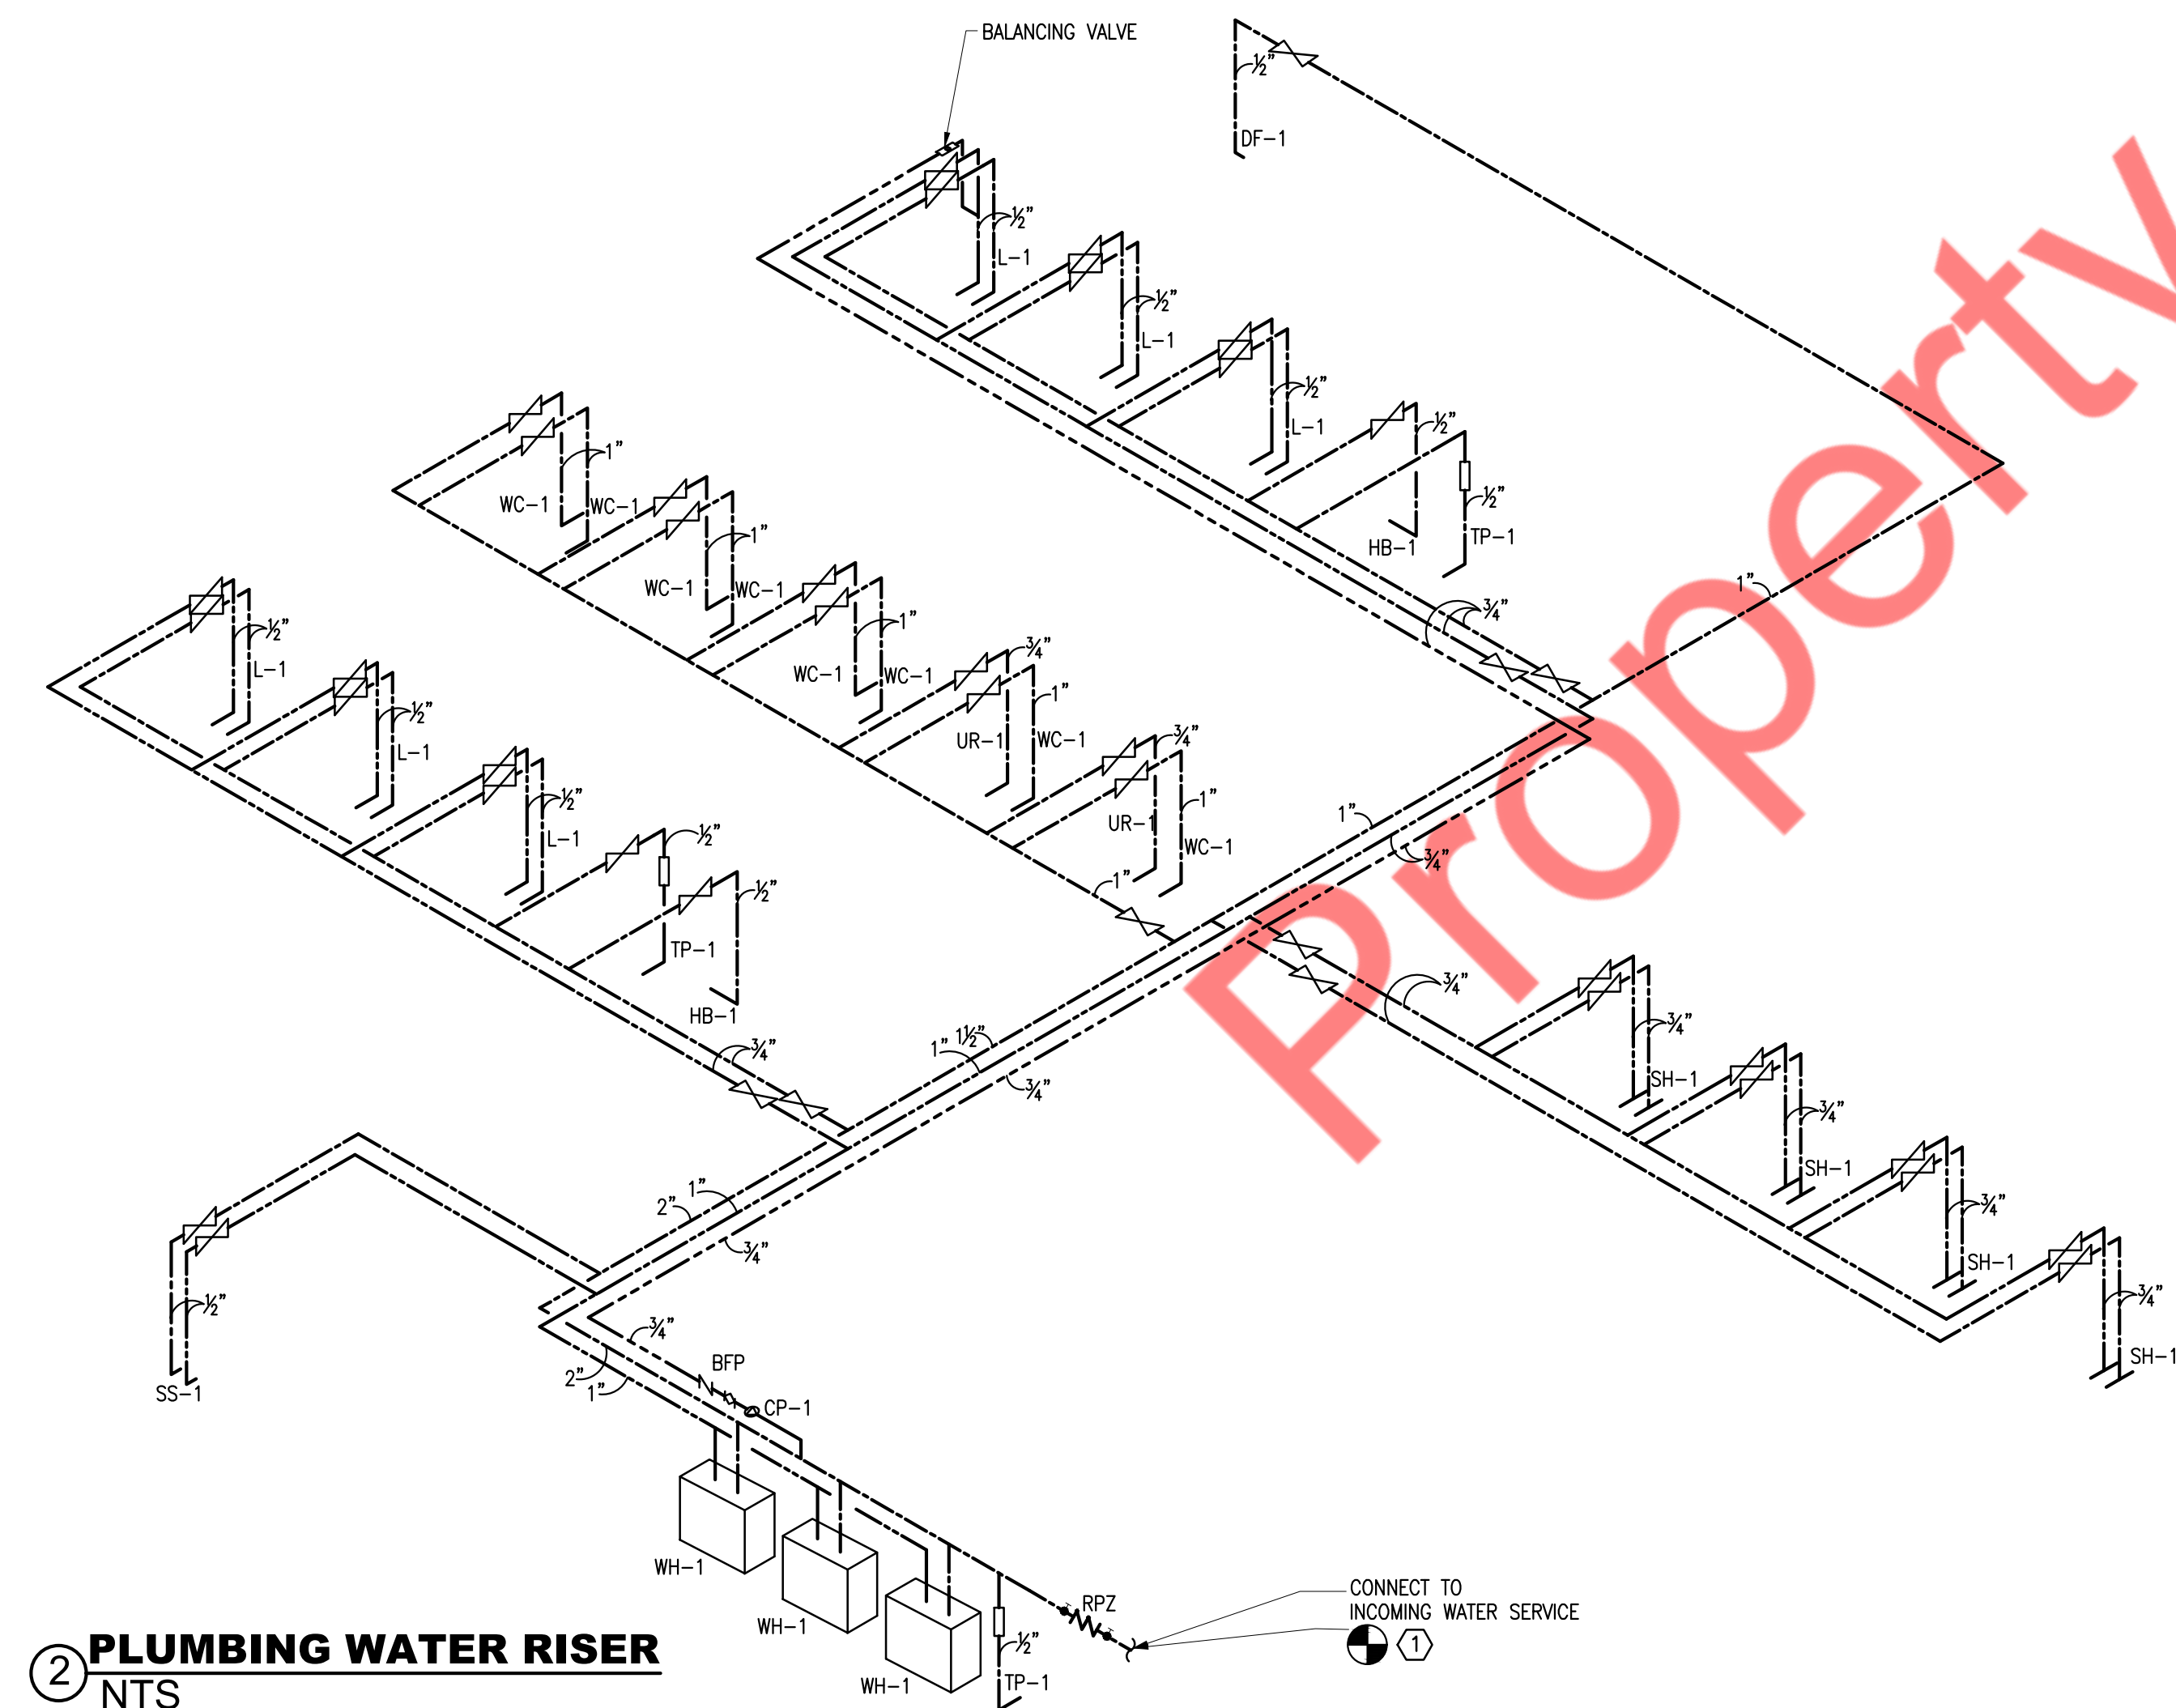 BALANCING VALVE
½"
DF-1
½"
L-1
½"
L-1
½"
L-1
½"
HB-1
½"
TP-1
1"
WC-1
WC-1
1"
WC-1
WC-1
1"
WC-1
WC-1
¾"
1"
UR-1
WC-1
¾"
1"
UR-1
WC-1
1"
¾"
1"
½"
L-1
½"
L-1
½"
L-1
½"
TP-1
½"
HB-1
¾"
1"
¾"
1½"
1"
¾"
¾"
¾"
SH-1
¾"
SH-1
¾"
SH-1
¾"
SH-1
2"
1"
¾"
½"
SS-1
¾"
BFP
CP-1
2"
1"
WH-1
WH-1
WH-1
½"
TP-1
RPZ
CONNECT TO
INCOMING WATER SERVICE
1
2
PLUMBING WATER RISER
NTS
Property